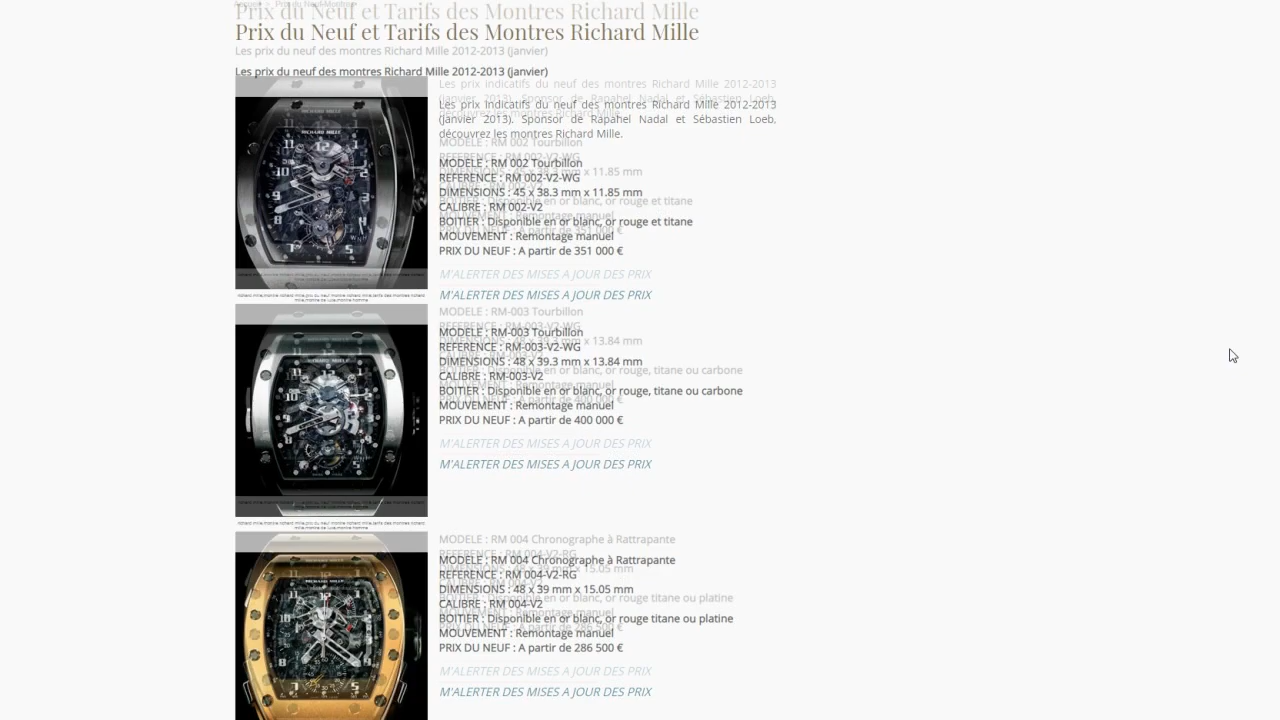 Prix du Neuf et Tarifs des Montres Richard Mille
Les prix du neuf des montres Richard Mille 2012-2013 (janvier)
Les prix indicatifs du neuf des montres Richard Mille 2012-2013
(janvier 2013). Sponsor de Rapahel Nadal et Sébastien Loeb,
découvrez les montres Richard Mille.
RICHARD MILLE
MODELE : RM 002 Tourbillon
REFERENCE : RM 002-V2-WG
DIMENSIONS : 45 x 38.3 mm x 11.85 mm
CALIBRE : RM 002-V2
BOITIER : Disponible en or blanc, or rouge et titane
MOUVEMENT : Remontage manuel
PRIX DU NEUF : A partir de 351 000 €
M'ALERTER DES MISES A JOUR DES PRIX
RICHARD MILLE
MODELE : RM-003 Tourbillon
REFERENCE : RM-003-V2-WG
DIMENSIONS : 48 x 39.3 mm x 13.84 mm
CALIBRE : RM-003-V2
BOITIER : Disponible en or blanc, or rouge, titane ou carbone
MOUVEMENT : Remontage manuel
PRIX DU NEUF : A partir de 400 000 €
M'ALERTER DES MISES A JOUR DES PRIX
RICHARD MILLE
MODELE : RM 004 Chronographe à Rattrapante
REFERENCE : RM 004-V2-RG
DIMENSIONS : 48 x 39 mm x 15.05 mm
CALIBRE : RM 004-V2
BOITIER : Disponible en or blanc, or rouge titane ou platine
MOUVEMENT : Remontage manuel
PRIX DU NEUF : A partir de 286 500 €
M'ALERTER DES MISES A JOUR DES PRIX